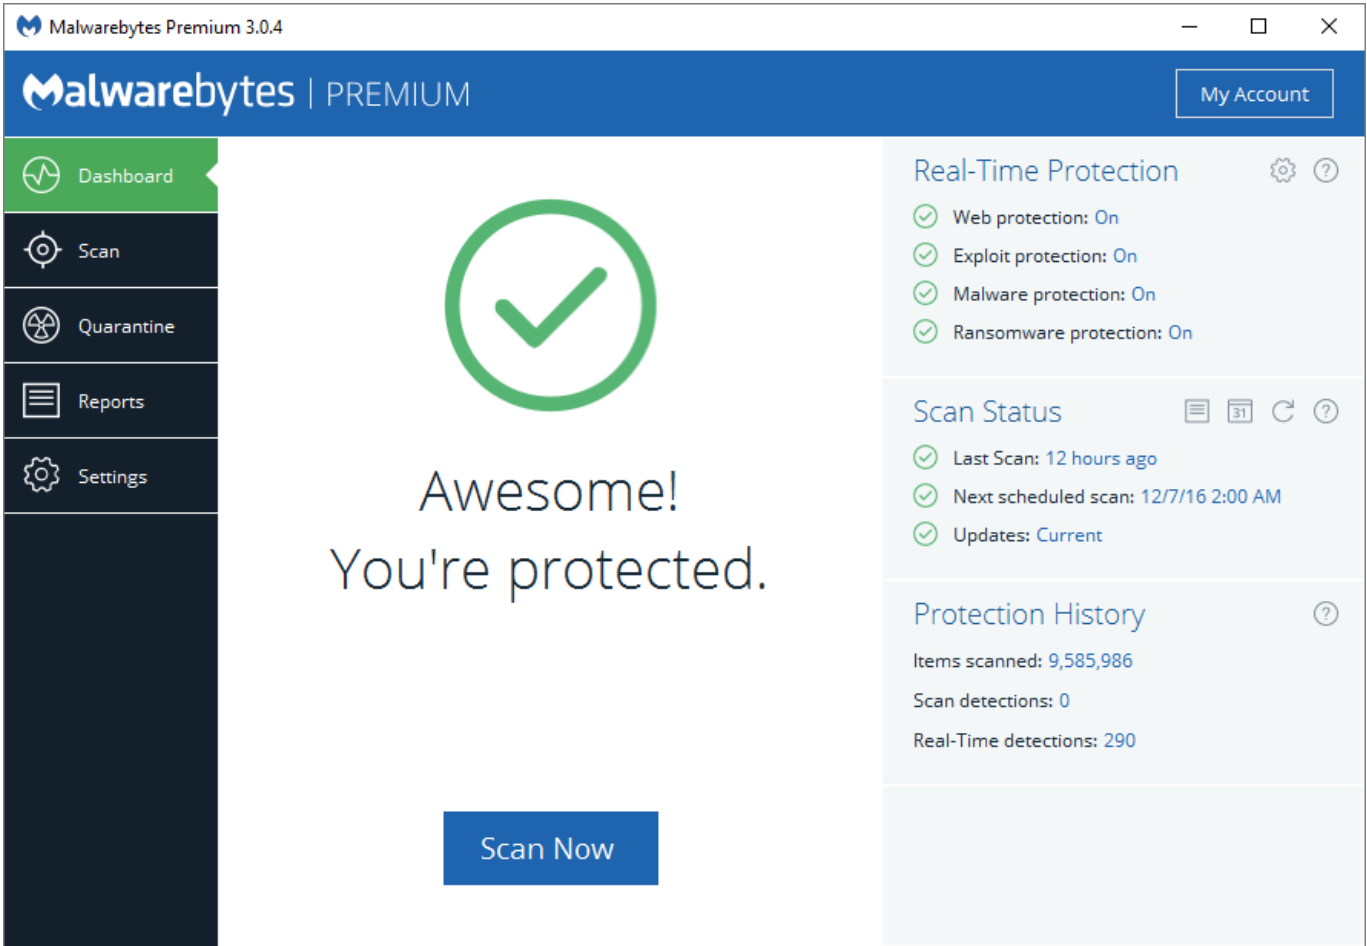 Malwarebytes Premium 3.0.4
Malwarebytes | PREMIUM
My Account
Dashboard
Scan
Quarantine
Reports
Settings
Awesome!
You're protected.
Scan Now
Real-Time Protection
Web protection: On
Exploit protection: On
Malware protection: On
Ransomware protection: On
Scan Status
31
Last Scan: 12 hours ago
Next scheduled scan: 12/7/16 2:00 AM
Updates: Current
Protection History
Items scanned: 9,585,986
Scan detections: 0
Real-Time detections: 290